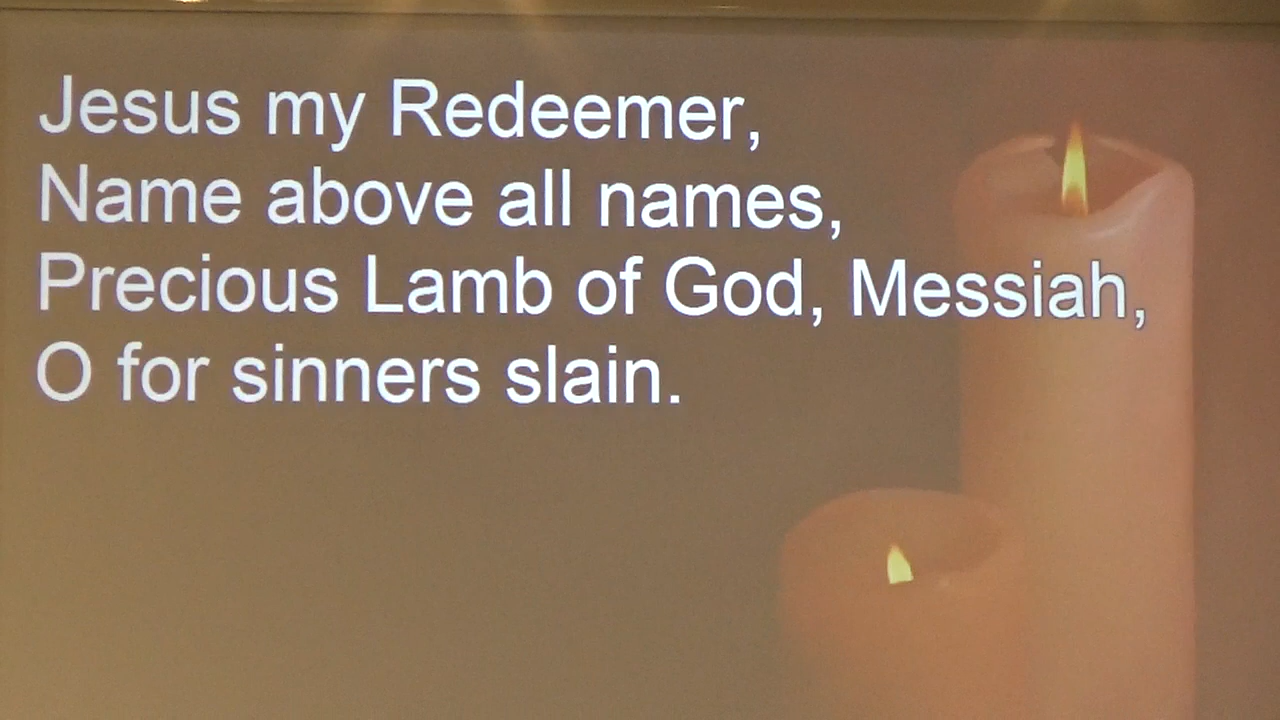 Jesus my Redeemer,
Name above all names,
Precious Lamb of God, Messiah,
O for sinners slain.